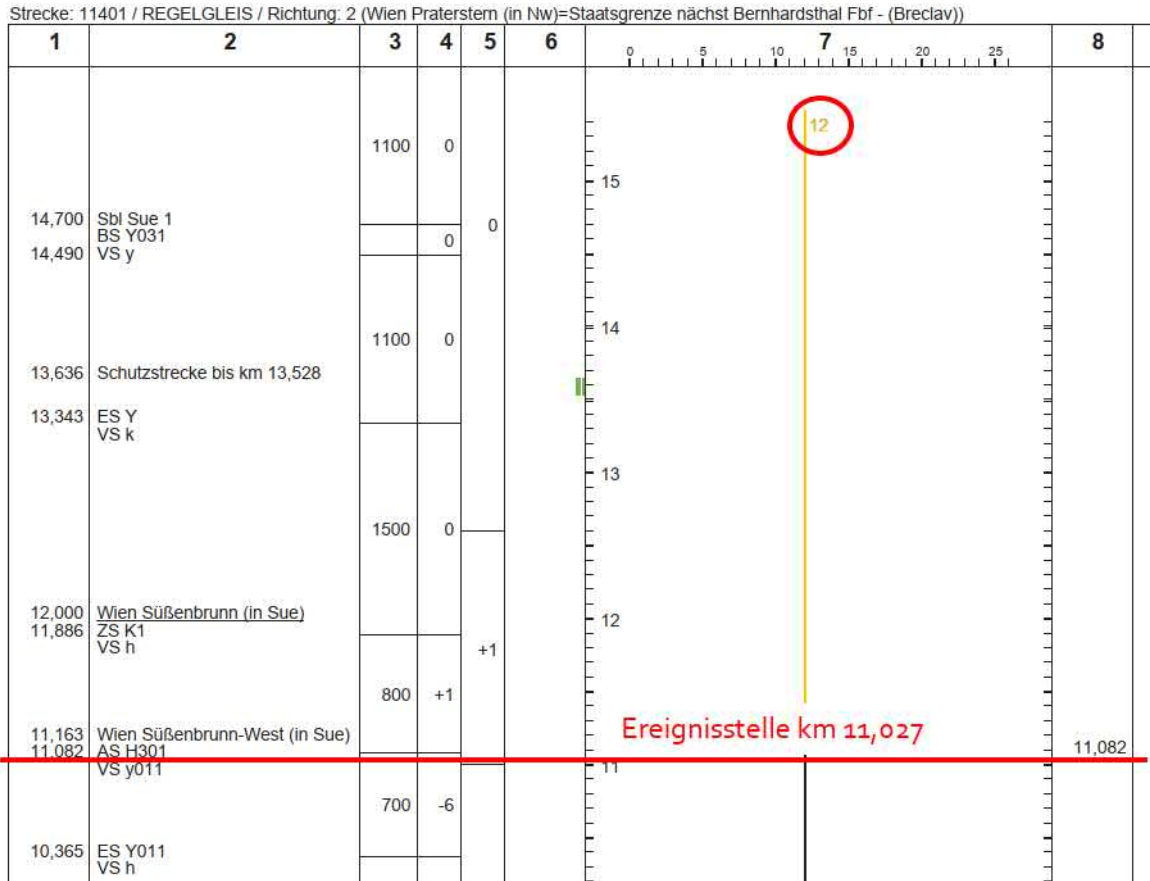 Strecke: 11401 / REGELGLEIS / Richtung: 2 (Wien Praterstern (in Nw)=Staatsgrenze nächst Bernhardsthal Fbf - (Breclav))
1 2 3 4 5 6 7 8
0 5 10 15 20 25
12
1100 0
15
14,700 Sbl Sue 1
0
BS Y031
0
14,490 VS y
14
1100 0
13,636 Schutzstrecke bis km 13,528
13,343 ES Y
VS k
13
1500 0
12,000 Wien Süßenbrunn (in Sue)
12
11,886 ZS K1
VS h
+1
800 +1
Ereignisstelle km 11,027
11,163 Wien Süßenbrunn-West (in Sue)
11,082 AS H301
11,082
VS y011
11
700 -6
10,365 ES Y011
VS h